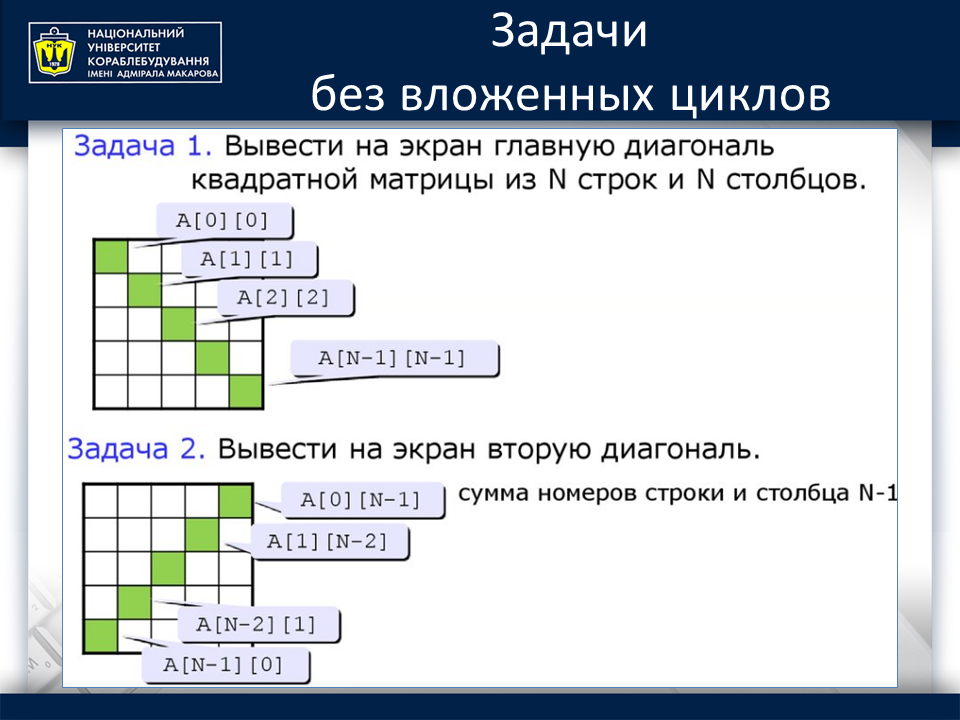 НАЦІОНАЛЬНИЙ
УНІВЕРСИТЕТ
КОРАБЛЕБУДУВАННЯ
ІМЕНІ АДМІРАЛА МАКАРОВА
НУК
1920
Задачи
без вложенных циклов
Задача 1. Вывести на экран главную диагональ
квадратной матрицы из N строк и N столбцов.
A[0][0]
A[1][1]
A[2][2]
A[N-1][N-1]
Задача 2. Вывести на экран вторую диагональ.
A[0][N-1]
сумма номеров строки и столбца N-1
A[1][N-2]
A[N-2][1]
A[N-1][0]